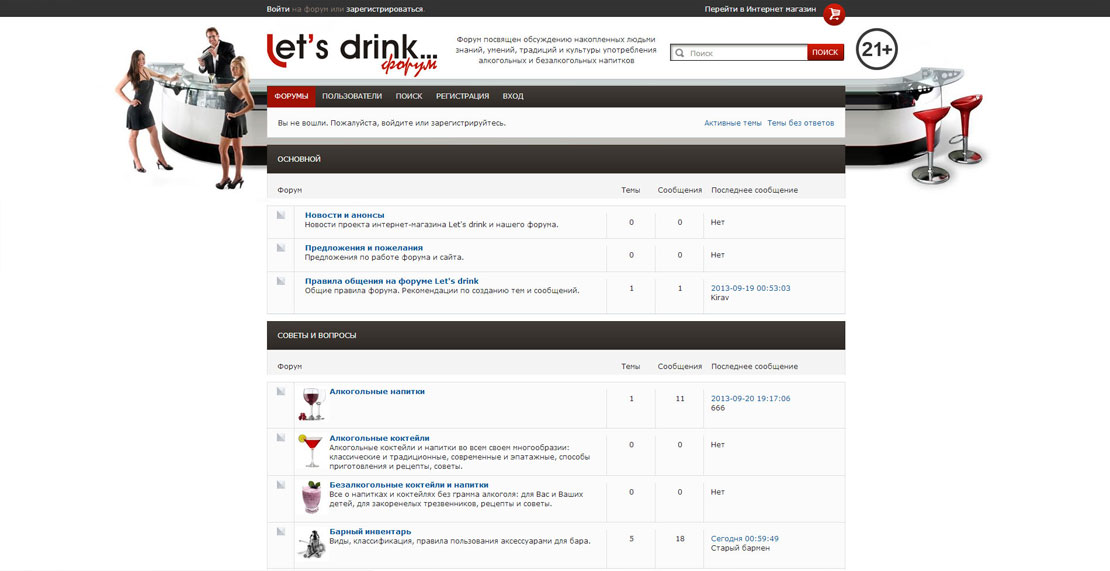 Войти на форум или зарегистрироваться.
Перейти в Интернет магазин
Let's drink...
форум
Форум посвящен обсуждению накопленных людьми
знаний, умений, традиций и культуры употребления
алкогольных и безалкогольных напитков
Поиск
ПОИСК
21+
ФОРУМЫ ПОЛЬЗОВАТЕЛИ ПОИСК РЕГИСТРАЦИЯ ВХОД
Вы не вошли. Пожалуйста, войдите или зарегистрируйтесь.
Активные темы Темы без ответов
ОСНОВНОЙ
Форум Темы Сообщения Последнее сообщение
Новости и анонсы
Новости проекта интернет-магазина Let's drink и нашего форума.
0 0 Нет
Предложения и пожелания
Предложения по работе форума и сайта.
0 0 Нет
Правила общения на форуме Let's drink
Общие правила форума. Рекомендации по созданию тем и сообщений.
1 1 2013-09-19 00:53:03
Kirav
СОВЕТЫ И ВОПРОСЫ
Форум Темы Сообщения Последнее сообщение
Алкогольные напитки
1 11 2013-09-20 19:17:06
666
Алкогольные коктейли
Алкогольные коктейли и напитки во всем своем многообразии:
классические и традиционные, современные и эпатажные, способы
приготовления и рецепты, советы.
0 0 Нет
Безалкогольные коктейли и напитки
Все о напитках и коктейлях без грамма алкоголя: для Вас и Ваших
детей, для закоренелых трезвенников, рецепты и советы.
0 0 Нет
Барный инвентарь
Виды, классификация, правила пользования аксессуарами для бара.
5 18 Сегодня 00:59:49
Старый бармен